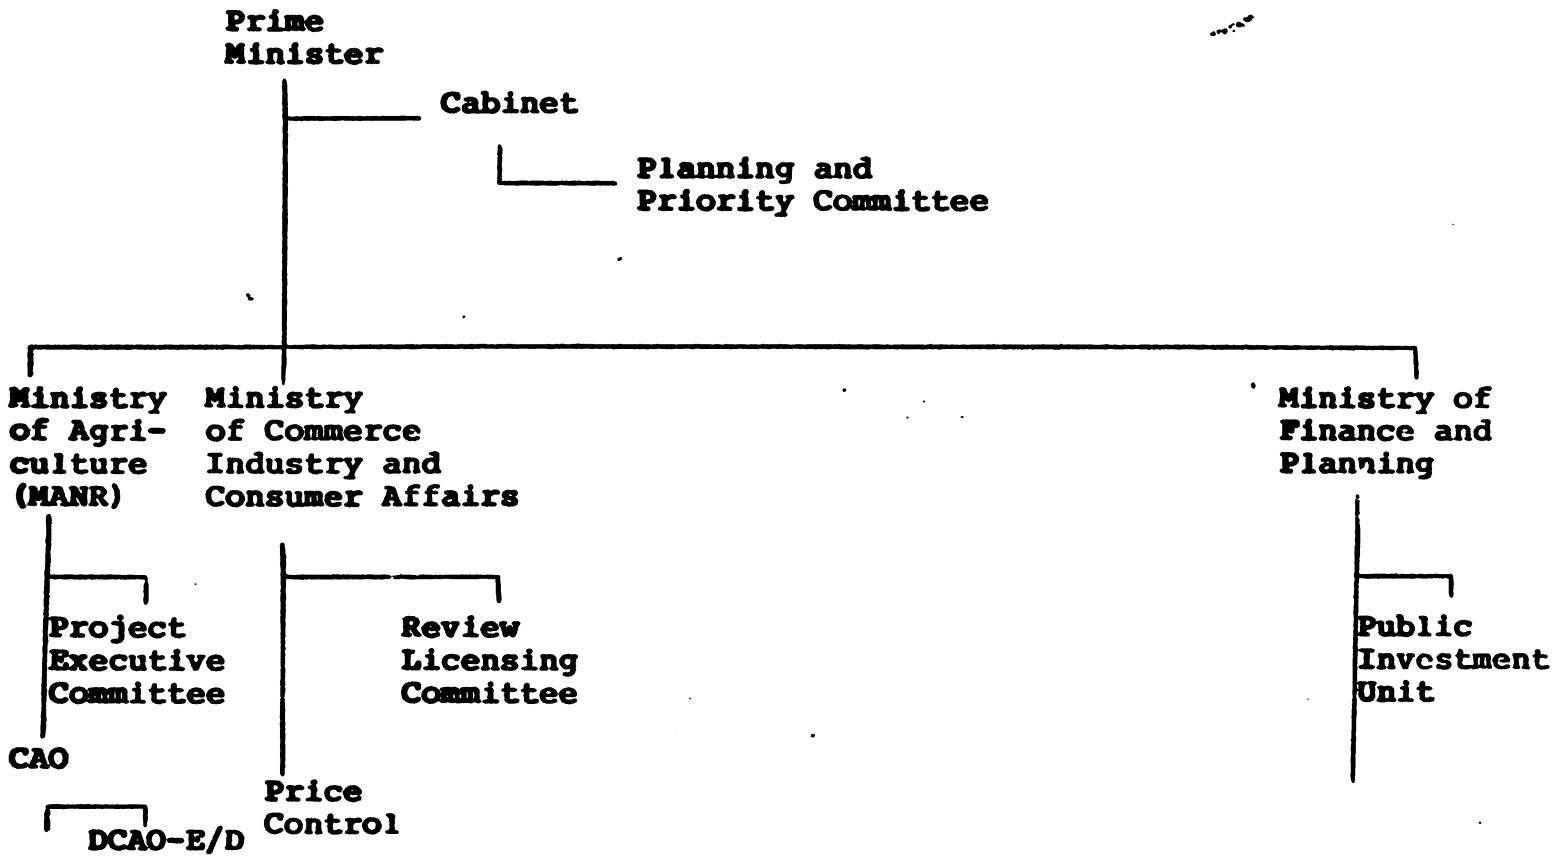 Prime
Minister
Cabinet
Planning and
Priority Committee
Ministry
of Agri-
culture
(MANR)
Ministry
of Commerce
Industry and
Consumer Affairs
Ministry of
Finance and
Planning
Project
Executive
Committee
Review
Licensing
Committee
Public
Investment
Unit
CAO
Price
Control
DCAO-E/D